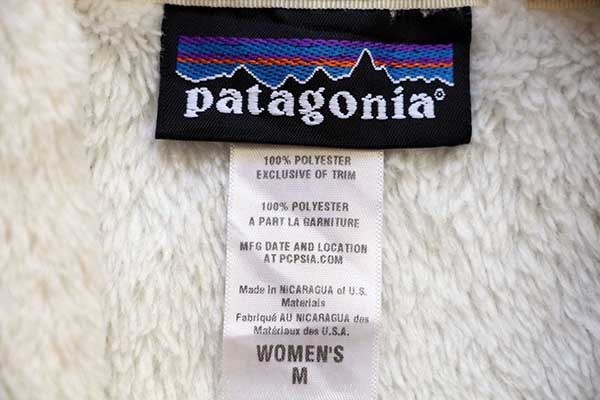 patagonia®
100% POLYESTER
EXCLUSIVE OF TRIM
100% POLYESTER
A PART LA GARNITURE
MFG DATE AND LOCATION
AT PCPSIA.COM
Made in NICARAGUA of U.S.
Materials
Fabriqué AU NICARAGUA des
Matériaux des U.S.A.
WOMEN'S
M